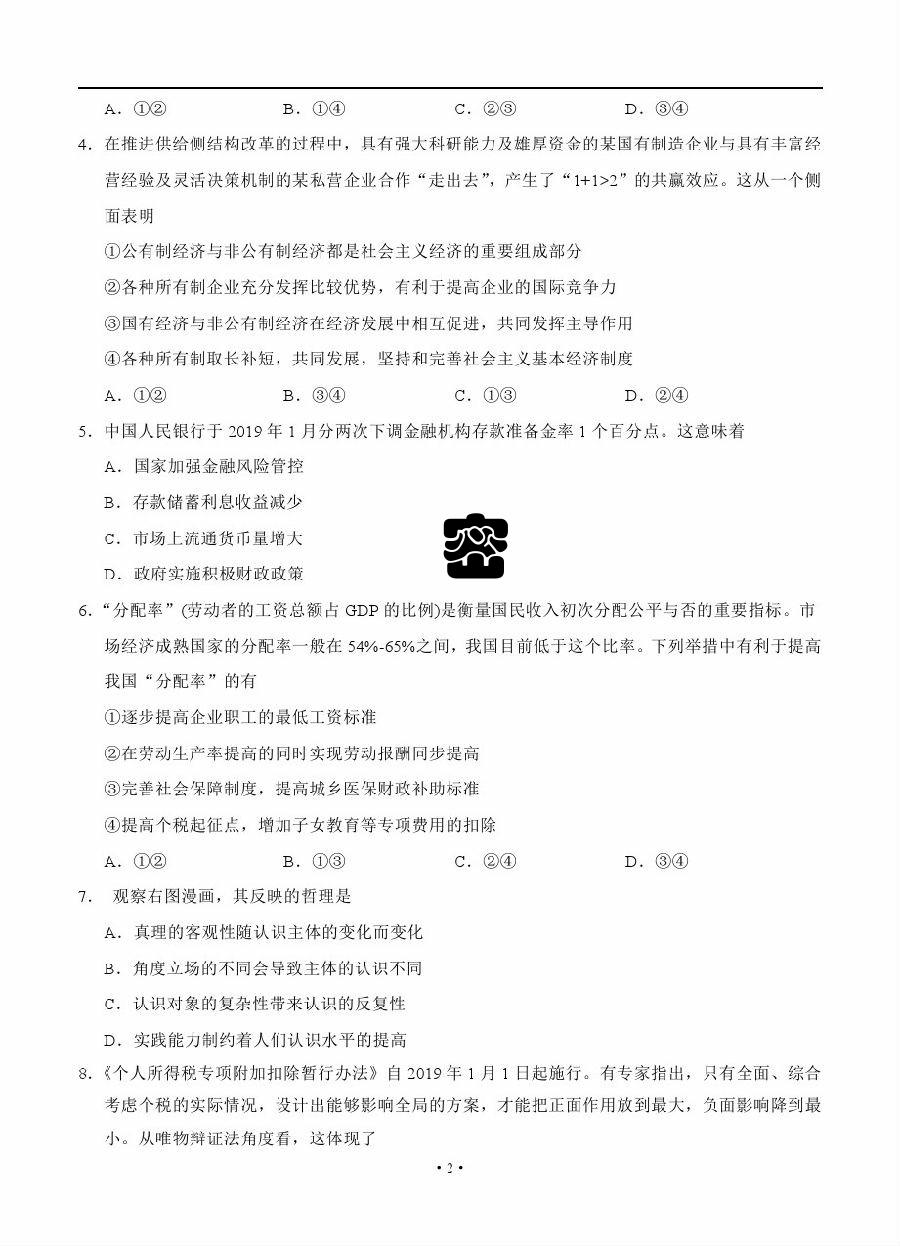 A．①② B．①④ C．②③ D．③④
4．在推进供给侧结构改革的过程中，具有强大科研能力及雄厚资金的某国有制造企业与具有丰富经
营经验及灵活决策机制的某私营企业合作“走出去”，产生了“1+1>2”的共赢效应。这从一个侧
面表明
①公有制经济与非公有制经济都是社会主义经济的重要组成部分
②各种所有制企业充分发挥比较优势，有利于提高企业的国际竞争力
③国有经济与非公有制经济在经济发展中相互促进，共同发挥主导作用
④各种所有制取长补短，共同发展，坚持和完善社会主义基本经济制度
A．①② B．③④ C．①③ D．②④
5．中国人民银行于 2019 年 1 月分两次下调金融机构存款准备金率 1 个百分点。这意味着
A．国家加强金融风险管控
B．存款储蓄利息收益减少
C．市场上流通货币量增大
D．政府实施积极财政政策
6．“分配率”(劳动者的工资总额占 GDP 的比例)是衡量国民收入初次分配公平与否的重要指标。市
场经济成熟国家的分配率一般在 54%-65%之间，我国目前低于这个比率。下列举措中有利于提高
我国“分配率”的有
①逐步提高企业职工的最低工资标准
②在劳动生产率提高的同时实现劳动报酬同步提高
③完善社会保障制度，提高城乡医保财政补助标准
④提高个税起征点，增加子女教育等专项费用的扣除
A．①② B．①③ C．②④ D．③④
7． 观察右图漫画，其反映的哲理是
A．真理的客观性随认识主体的变化而变化
B．角度立场的不同会导致主体的认识不同
C．认识对象的复杂性带来认识的反复性
D．实践能力制约着人们认识水平的提高
8.《个人所得税专项附加扣除暂行办法》自 2019 年 1 月 1 日起施行。有专家指出，只有全面、综合
考虑个税的实际情况，设计出能够影响全局的方案，才能把正面作用放到最大，负面影响降到最
小。从唯物辩证法角度看，这体现了
• 2 •